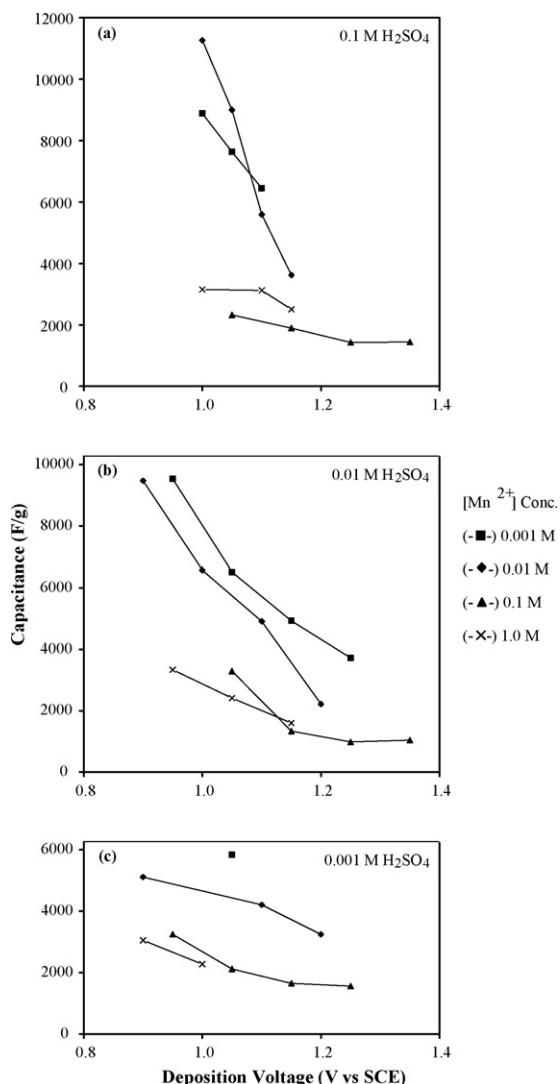 12000
(a)
0.1 M H₂SO₄
10000
8000
6000
4000
2000
0
0.8
1.0
1.2
1.4
10000
(b)
0.01 M H₂SO₄
8000
6000
4000
2000
0
0.8
1.0
1.2
1.4
Capacitance (F/g)
[Mn ²⁺] Conc.
(-■-) 0.001 M
(-◆-) 0.01 M
(-▲-) 0.1 M
(-×-) 1.0 M
6000
(c)
0.001 M H₂SO₄
4000
2000
0
0.8
1.0
1.2
1.4
Deposition Voltage (V vs SCE)